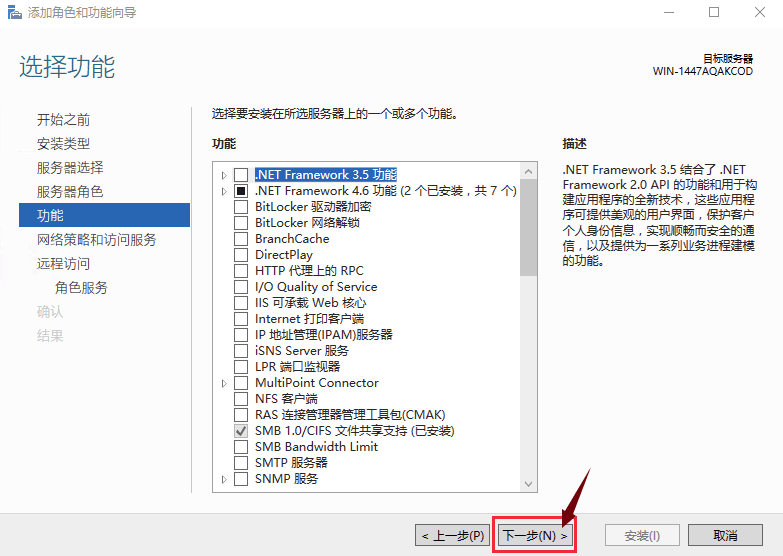 添加角色和功能向导
选择功能
目标服务器
WIN-1447AQAKCOD
开始之前
安装类型
服务器选择
服务器角色
功能
网络策略和访问服务
远程访问
角色服务
确认
结果
选择要安装在所选服务器上的一个或多个功能。
功能
.NET Framework 3.5 功能
.NET Framework 4.6 功能 (2 个已安装，共 7 个)
BitLocker 驱动器加密
BitLocker 网络解锁
BranchCache
DirectPlay
HTTP 代理上的 RPC
I/O Quality of Service
IIS 可承载 Web 核心
Internet 打印客户端
IP 地址管理(IPAM)服务器
iSNS Server 服务
LPR 端口监视器
MultiPoint Connector
NFS 客户端
RAS 连接管理器管理工具包(CMAK)
SMB 1.0/CIFS 文件共享支持 (已安装)
SMB Bandwidth Limit
SMTP 服务器
SNMP 服务
描述
.NET Framework 3.5 结合了 .NET
Framework 2.0 API 的功能和用于构
建应用程序的全新技术，这些应用程
序可提供美观的用户界面，保护客户
个人身份信息，实现顺畅而安全的通
信，以及提供为一系列业务进程建模
的功能。
< 上一步(P)
下一步(N) >
安装(I)
取消